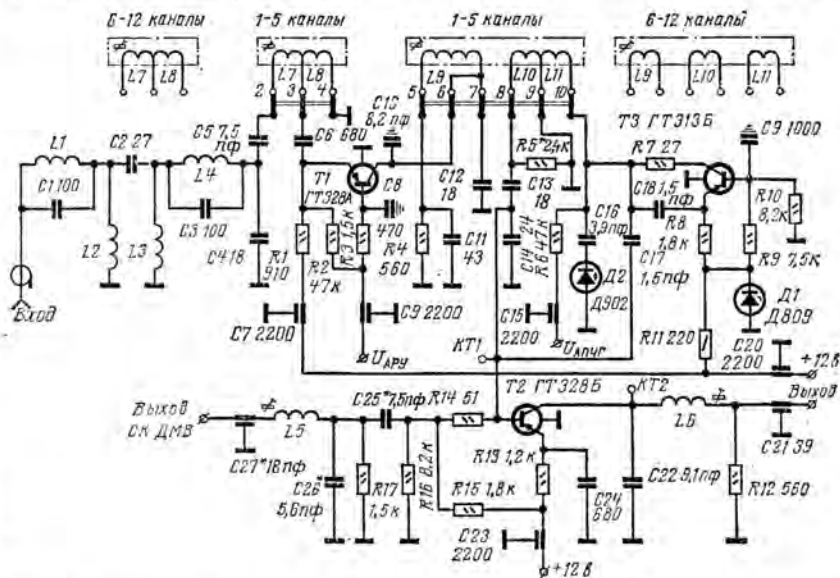 6-12 каналы
1-5 каналы
1-5 каналы
6-12 каналы
L7 L8
L7 L8
L9
L10 L11
L9
L10
L11
2 3 4
5 6 7 8 9 10
L1
C1 100
C2 27
L2
L3
L4
C3 100
C5 7,5
пф
C4 18
Вход
C6 680
T1
ГТ328А
C10
8,2 пф
R1
910
R2
47к
R3 7,5к
C8
470
R4
560
C7 2200
C9 2200
UАРУ
C12
18
C11
43
R5* 2,4к
C13
18
C14 24
R6 47к
C15
2200
UАПЧГ
КТ1
C16
3,9пф
Д2
Д902
T3 ГТ313Б
R7 27
C18 1,5
пф
R8
1,8к
C17
1,6пф
C9 1000
R10
8,2к
R9 7,5к
Д1
Д809
R11 220
C20
2200
+12в
Выход
СК ДМВ
C27* 18пф
L5
C25* 7,5пф
C26*
5,6пф
R17
1,5к
R16 8,2к
R14 51
R15 1,8к
T2 ГТ328Б
R13 1,2к
C23
2200
+12в
C24
680
КТ2
L6
C22 9,1пф
R12 560
Выход
C21 39